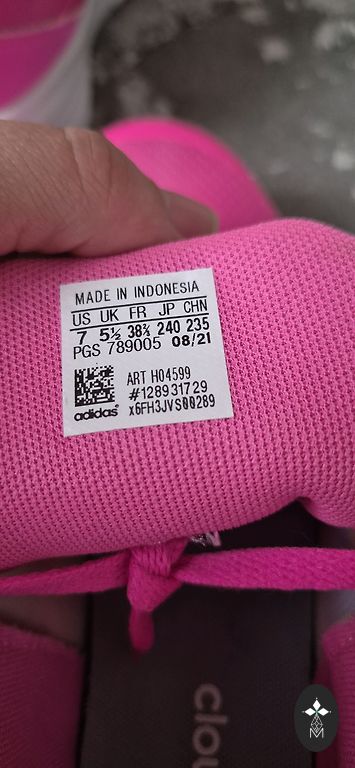 MADE IN INDONESIA
US UK FR JP CHN
7 5½ 38⅔ 240 235
PGS 789005 08/21
ART H04599
#128931729
adidas® x6FH3JVS00289
clou
M